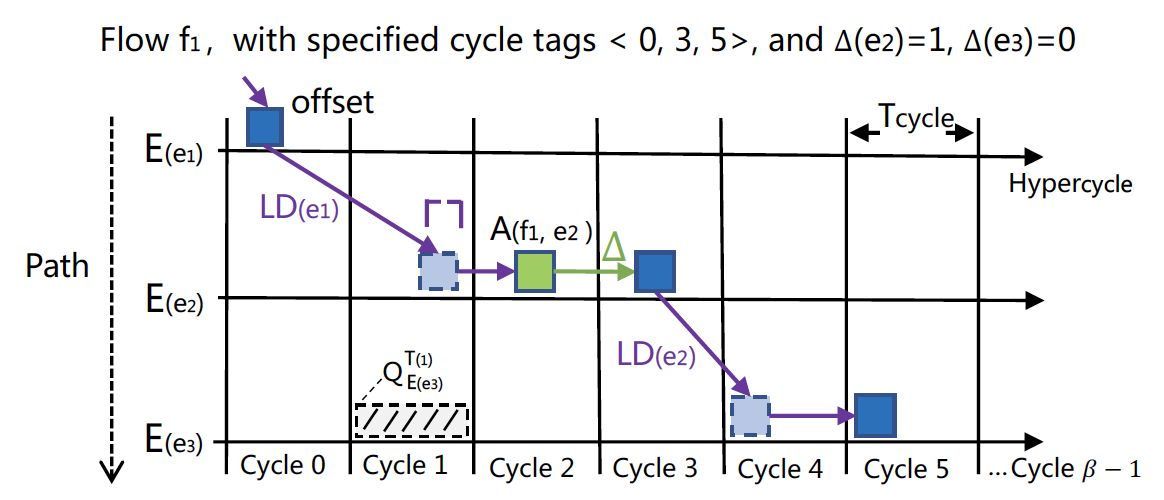 Flow f1, with specified cycle tags < 0, 3, 5>, and Δ(e2)=1, Δ(e3)=0
offset
Tcycle
E(e1)
Hypercycle
LD(e1)
A(f1, e2 )
Δ
Path
E(e2)
LD(e2)
Q T(1) E(e3)
E(e3)
Cycle 0 Cycle 1 Cycle 2 Cycle 3 Cycle 4 Cycle 5 ...Cycle β − 1